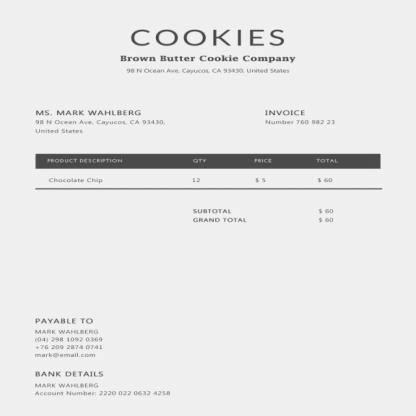 COOKIES
Brown Butter Cookie Company
98 N Ocean Ave, Cayucos, CA 93430, United States
MS. MARK WAHLBERG
98 N Ocean Ave, Cayucos, CA 93430,
United States
INVOICE
Number 760 982 23
PRODUCT DESCRIPTION QTY PRICE TOTAL
Chocolate Chip 12 $ 5 $ 60
SUBTOTAL $ 60
GRAND TOTAL $ 60
PAYABLE TO
MARK WAHLBERG
(04) 298 1092 0369
+76 209 2874 0741
mark@email.com
BANK DETAILS
MARK WAHLBERG
Account Number: 2220 022 0632 4258